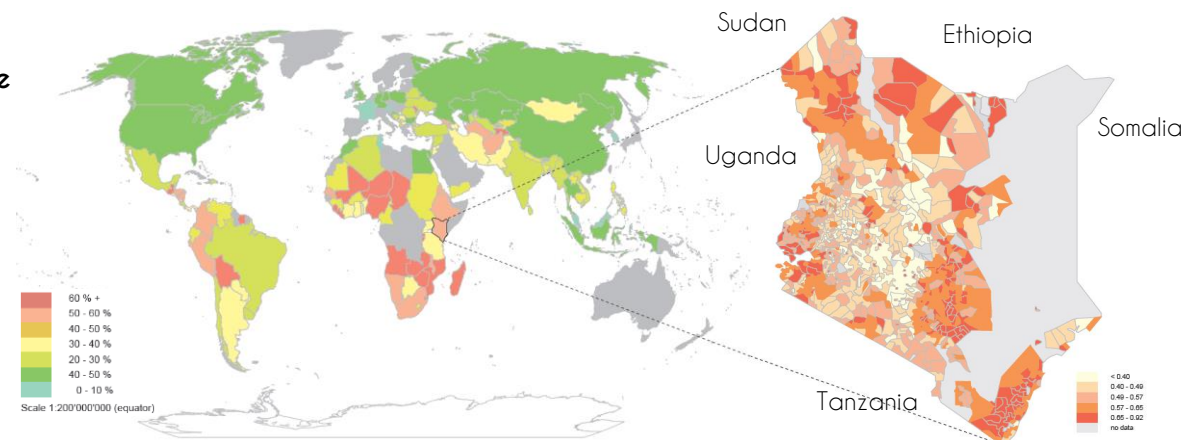 e
Sudan
Ethiopia
Somalia
Uganda
Tanzania
60 % +
50 - 60 %
40 - 50 %
30 - 40 %
20 - 30 %
40 - 50 %
0 - 10 %
Scale 1:200'000'000 (equator)
< 0.40
0.40 - 0.49
0.49 - 0.57
0.57 - 0.65
0.65 - 0.92
no data